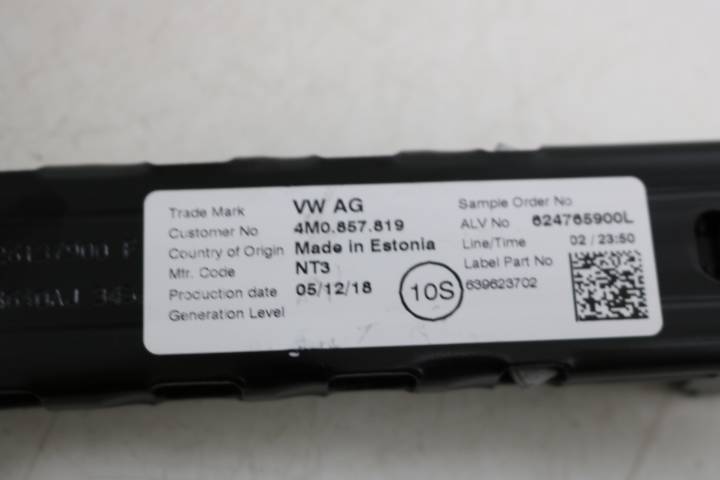 Trade Mark VW AG
Customer No 4M0.857.819
Country of Origin Made in Estonia
Mfr. Code NT3
Production date 05/12/18
Generation Level
10S
Sample Order No
ALV No 624765900L
Line/Time 02 / 23:50
Label Part No
639623702